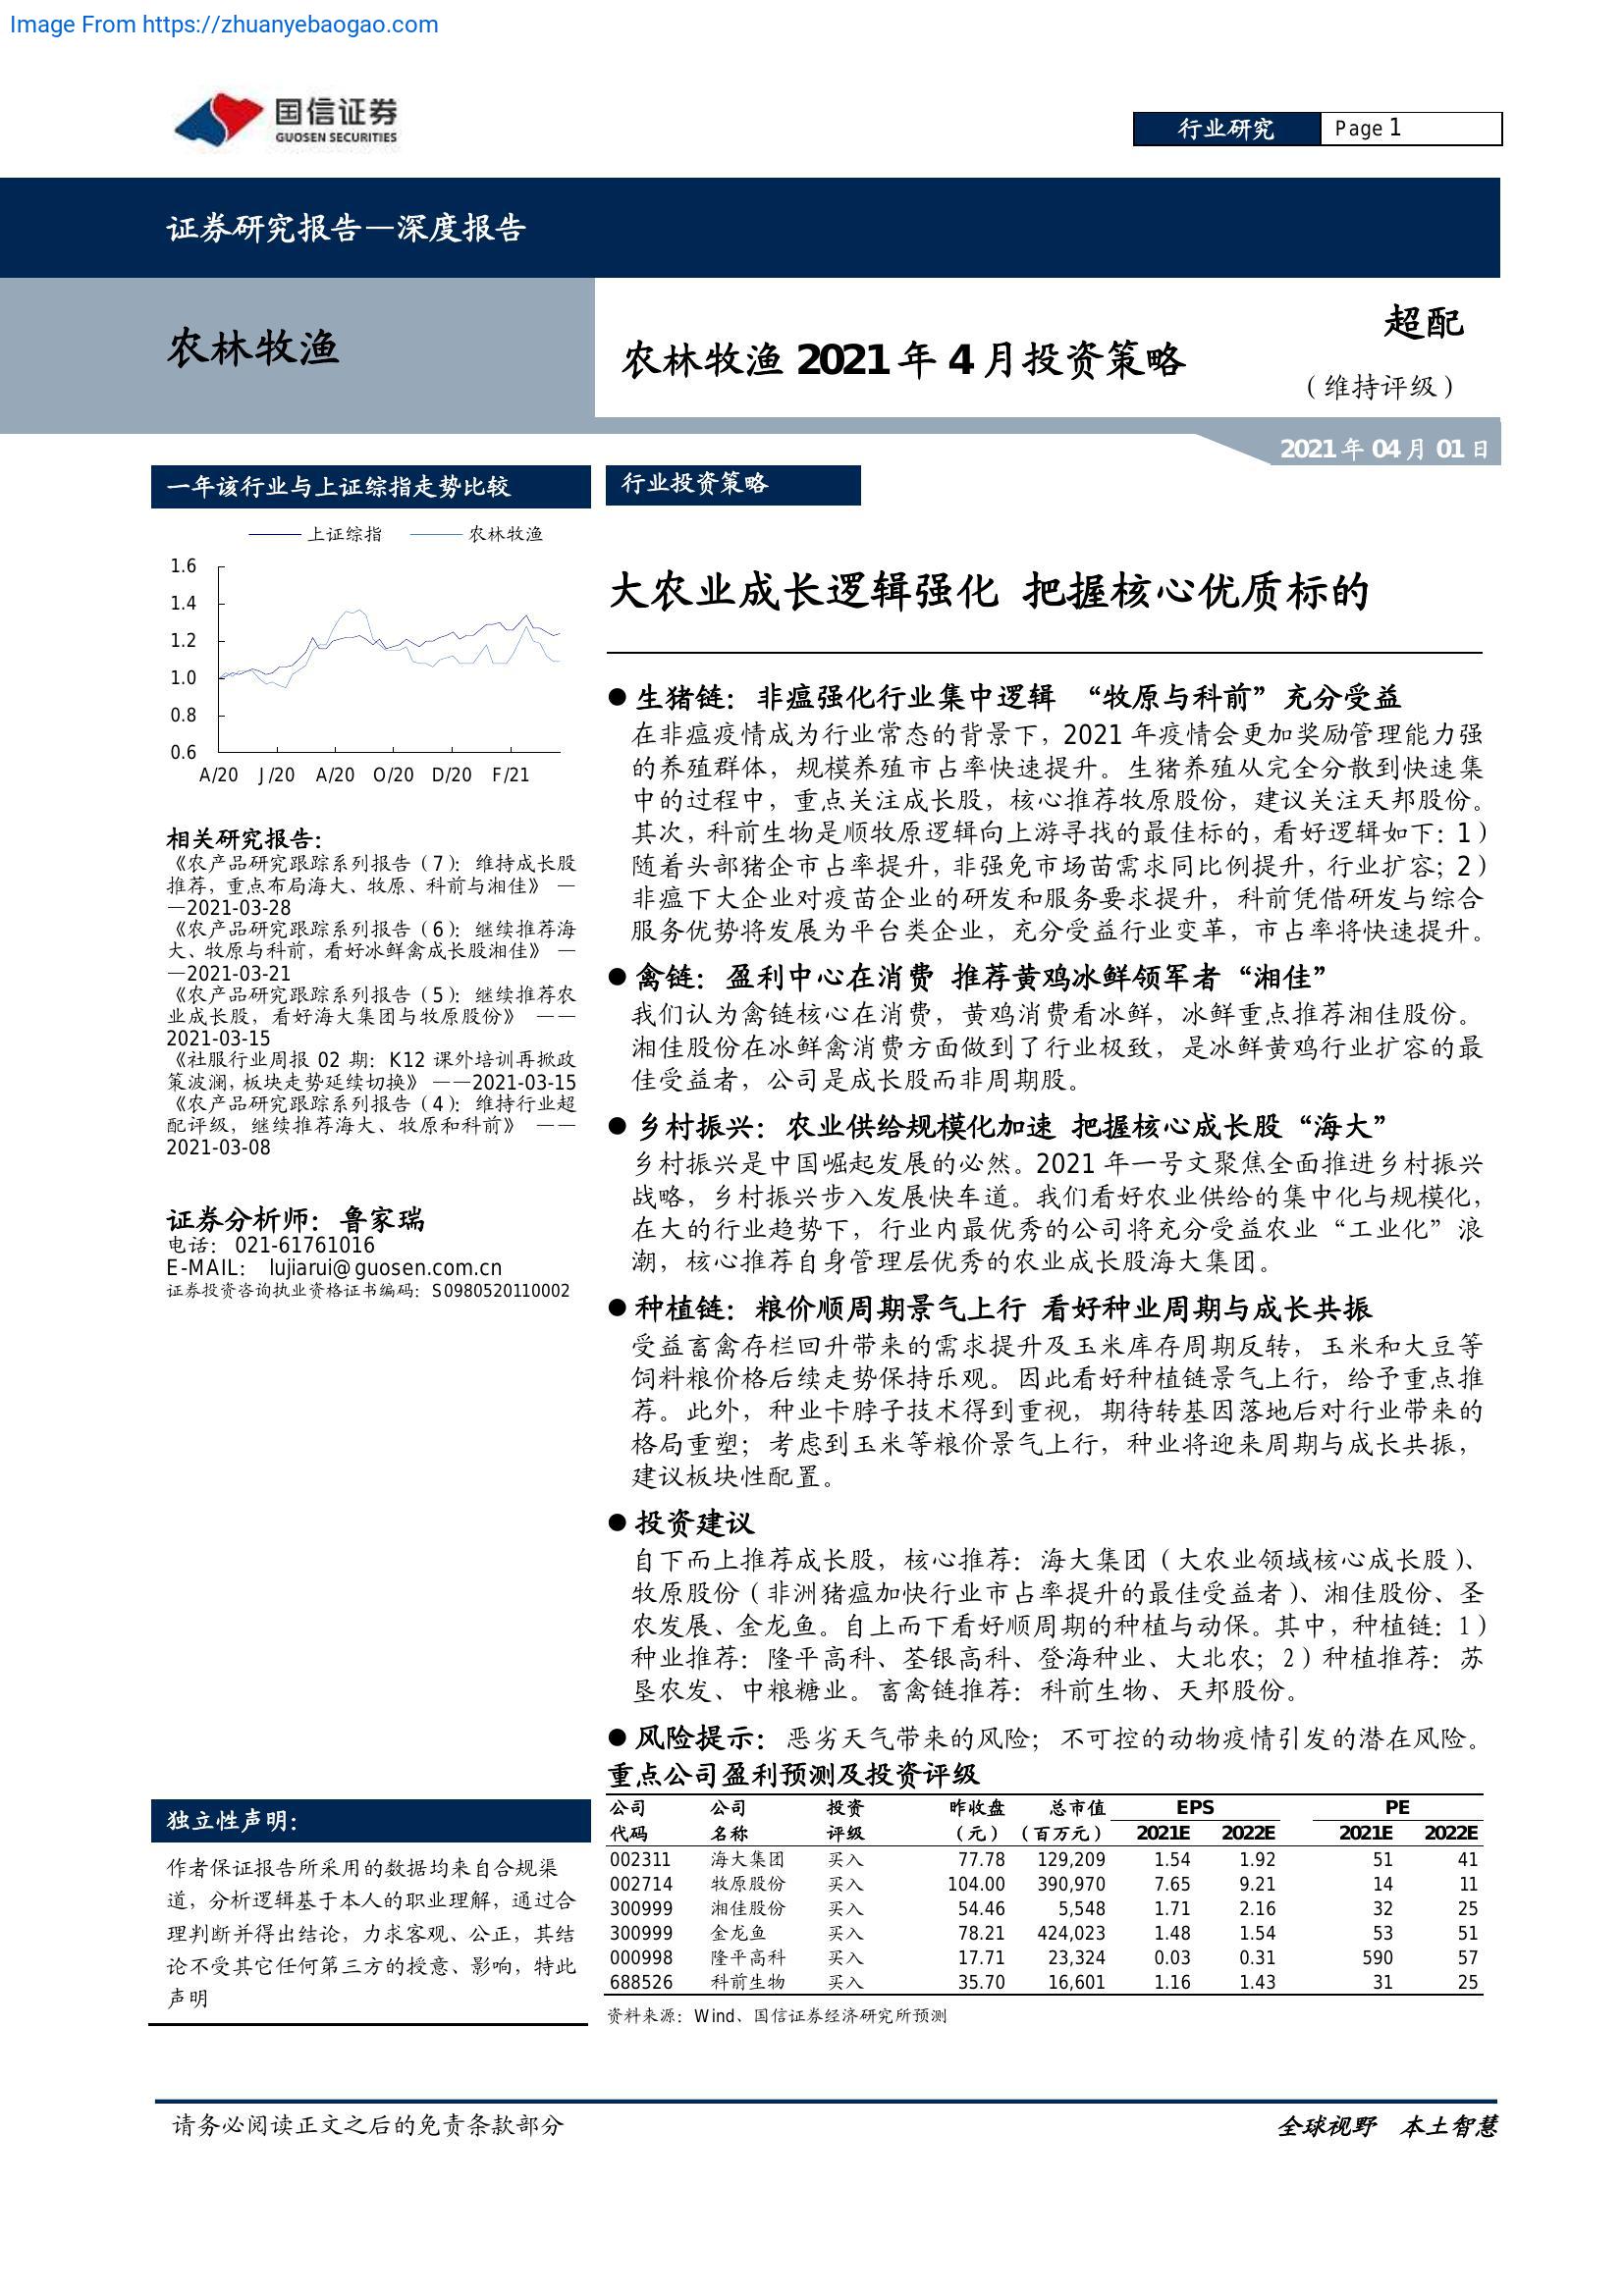 Image From https://zhuanyebaogao.com
国信证券
GUOSEN SECURITIES
行业研究
Page 1
证券研究报告—深度报告
农林牧渔
农林牧渔 2021 年 4 月投资策略
超配
（维持评级）
2021 年 04 月 01 日
一年该行业与上证综指走势比较
上证综指 农林牧渔
1.6
1.4
1.2
1.0
0.8
0.6
A/20 J/20 A/20 O/20 D/20 F/21
相关研究报告：
《农产品研究跟踪系列报告（7）：维持成长股
推荐，重点布局海大、牧原、科前与湘佳》 —
—2021-03-28
《农产品研究跟踪系列报告（6）：继续推荐海
大、牧原与科前，看好冰鲜禽成长股湘佳》 —
—2021-03-21
《农产品研究跟踪系列报告（5）：继续推荐农
业成长股，看好海大集团与牧原股份》 ——
2021-03-15
《社服行业周报 02 期：K12 课外培训再掀政
策波澜，板块走势延续切换》 ——2021-03-15
《农产品研究跟踪系列报告（4）：维持行业超
配评级，继续推荐海大、牧原和科前》 ——
2021-03-08
证券分析师：鲁家瑞
电话： 021-61761016
E-MAIL： lujiarui@guosen.com.cn
证券投资咨询执业资格证书编码：S0980520110002
独立性声明：
作者保证报告所采用的数据均来自合规渠
道，分析逻辑基于本人的职业理解，通过合
理判断并得出结论，力求客观、公正，其结
论不受其它任何第三方的授意、影响，特此
声明
行业投资策略
大农业成长逻辑强化 把握核心优质标的
● 生猪链：非瘟强化行业集中逻辑 “牧原与科前”充分受益
在非瘟疫情成为行业常态的背景下，2021 年疫情会更加奖励管理能力强
的养殖群体，规模养殖市占率快速提升。生猪养殖从完全分散到快速集
中的过程中，重点关注成长股，核心推荐牧原股份，建议关注天邦股份。
其次，科前生物是顺牧原逻辑向上游寻找的最佳标的，看好逻辑如下：1）
随着头部猪企市占率提升，非强免市场苗需求同比例提升，行业扩容；2）
非瘟下大企业对疫苗企业的研发和服务要求提升，科前凭借研发与综合
服务优势将发展为平台类企业，充分受益行业变革，市占率将快速提升。
● 禽链：盈利中心在消费 推荐黄鸡冰鲜领军者“湘佳”
我们认为禽链核心在消费，黄鸡消费看冰鲜，冰鲜重点推荐湘佳股份。
湘佳股份在冰鲜禽消费方面做到了行业极致，是冰鲜黄鸡行业扩容的最
佳受益者，公司是成长股而非周期股。
● 乡村振兴：农业供给规模化加速 把握核心成长股“海大”
乡村振兴是中国崛起发展的必然。2021 年一号文聚焦全面推进乡村振兴
战略，乡村振兴步入发展快车道。我们看好农业供给的集中化与规模化，
在大的行业趋势下，行业内最优秀的公司将充分受益农业“工业化”浪
潮，核心推荐自身管理层优秀的农业成长股海大集团。
● 种植链：粮价顺周期景气上行 看好种业周期与成长共振
受益畜禽存栏回升带来的需求提升及玉米库存周期反转，玉米和大豆等
饲料粮价格后续走势保持乐观。因此看好种植链景气上行，给予重点推
荐。此外，种业卡脖子技术得到重视，期待转基因落地后对行业带来的
格局重塑；考虑到玉米等粮价景气上行，种业将迎来周期与成长共振，
建议板块性配置。
● 投资建议
自下而上推荐成长股，核心推荐：海大集团（大农业领域核心成长股）、
牧原股份（非洲猪瘟加快行业市占率提升的最佳受益者）、湘佳股份、圣
农发展、金龙鱼。自上而下看好顺周期的种植与动保。其中，种植链：1）
种业推荐：隆平高科、荃银高科、登海种业、大北农；2）种植推荐：苏
垦农发、中粮糖业。畜禽链推荐：科前生物、天邦股份。
● 风险提示：恶劣天气带来的风险；不可控的动物疫情引发的潜在风险。
重点公司盈利预测及投资评级
公司 公司 投资 昨收盘 总市值 EPS PE
代码 名称 评级 （元） （百万元） 2021E 2022E 2021E 2022E
002311 海大集团 买入 77.78 129,209 1.54 1.92 51 41
002714 牧原股份 买入 104.00 390,970 7.65 9.21 14 11
300999 湘佳股份 买入 54.46 5,548 1.71 2.16 32 25
300999 金龙鱼 买入 78.21 424,023 1.48 1.54 53 51
000998 隆平高科 买入 17.71 23,324 0.03 0.31 590 57
688526 科前生物 买入 35.70 16,601 1.16 1.43 31 25
资料来源：Wind、国信证券经济研究所预测
请务必阅读正文之后的免责条款部分
全球视野 本土智慧